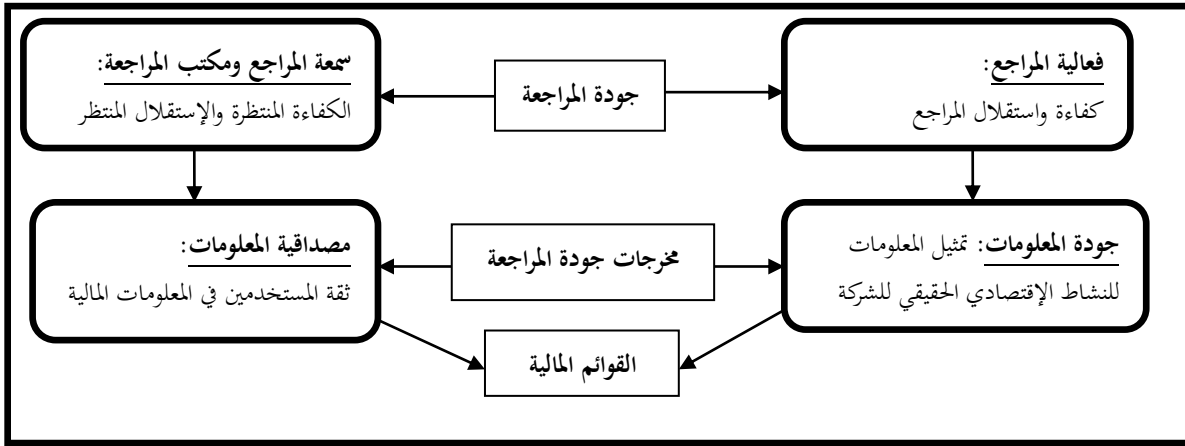 فعالية المراجع:
كفاءة واستقلال المراجع
جودة المراجعة
سمعة المراجع ومكتب المراجعة:
الكفاءة المنتظرة والإستقلال المنتظر
جودة المعلومات: تمثيل المعلومات
للنشاط الإقتصادي الحقيقي للشركة
مخرجات جودة المراجعة
مصداقية المعلومات:
ثقة المستخدمين في المعلومات المالية
القوائم المالية